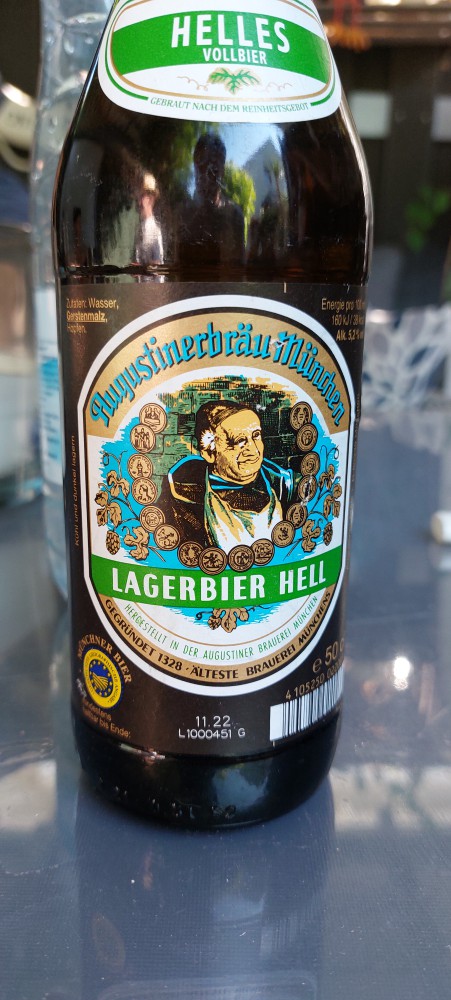 HELLES
VOLLBIER
GEBRAUT NACH DEM REINHEITSGEBOT
Zutaten: Wasser,
Gerstenmalz,
Hopfen.
Energie pro 100
160 kJ / 38
Alk. 5,2%
Augustinerbräu München
Kühl und dunkel lagern
LAGERBIER HELL
HERGESTELLT IN DER AUGUSTINER BRAUEREI MÜNCHEN
GEGRÜNDET 1328 · ÄLTESTE BRAUEREI MÜNCHENS
MÜNCHNER BIER
bis Ende:
11.22
L1000451 G
e 50
4 105250